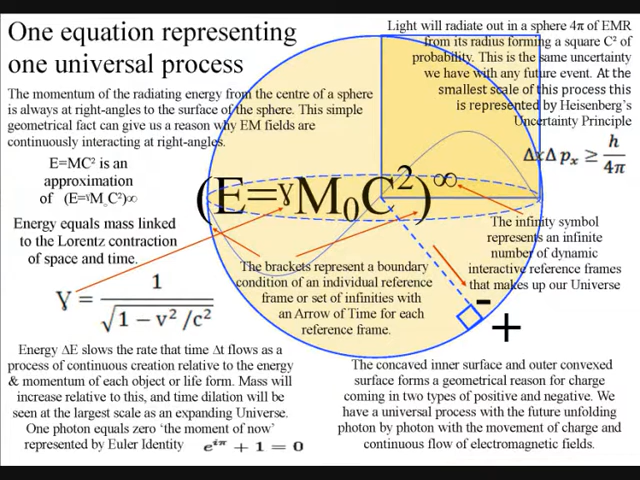 One equation representing
one universal process
The momentum of the radiating energy from the centre of a sphere
is always at right-angles to the surface of the sphere. This simple
geometrical fact can give us a reason why EM fields are
continuously interacting at right-angles.
E=MC² is an
approximation
of (E=ɣM₀C²)∞
Energy equals mass linked
to the Lorentz contraction
of space and time.
Light will radiate out in a sphere 4π of EMR
from its radius forming a square C² of
probability. This is the same uncertainty
we have with any future event. At the
smallest scale of this process this
is represented by Heisenberg's
Uncertainty Principle
Δx Δ pₓ ≥ h/4π
(E=ɣM₀C²)∞
The infinity symbol
represents an infinite
number of dynamic
interactive reference frames
that makes up our Universe
The brackets represent a boundary
condition of an individual reference
frame or set of infinities with
an Arrow of Time for each
reference frame.
ɣ = 1/√1 − v²/c²
-
+
Energy ΔE slows the rate that time Δt flows as a
process of continuous creation relative to the energy
& momentum of each object or life form. Mass will
increase relative to this, and time dilation will be
seen at the largest scale as an expanding Universe.
One photon equals zero 'the moment of now'
represented by Euler Identity e^iπ + 1 = 0
The concaved inner surface and outer convexed
surface forms a geometrical reason for charge
coming in two types of positive and negative. We
have a universal process with the future unfolding
photon by photon with the movement of charge and
continuous flow of electromagnetic fields.